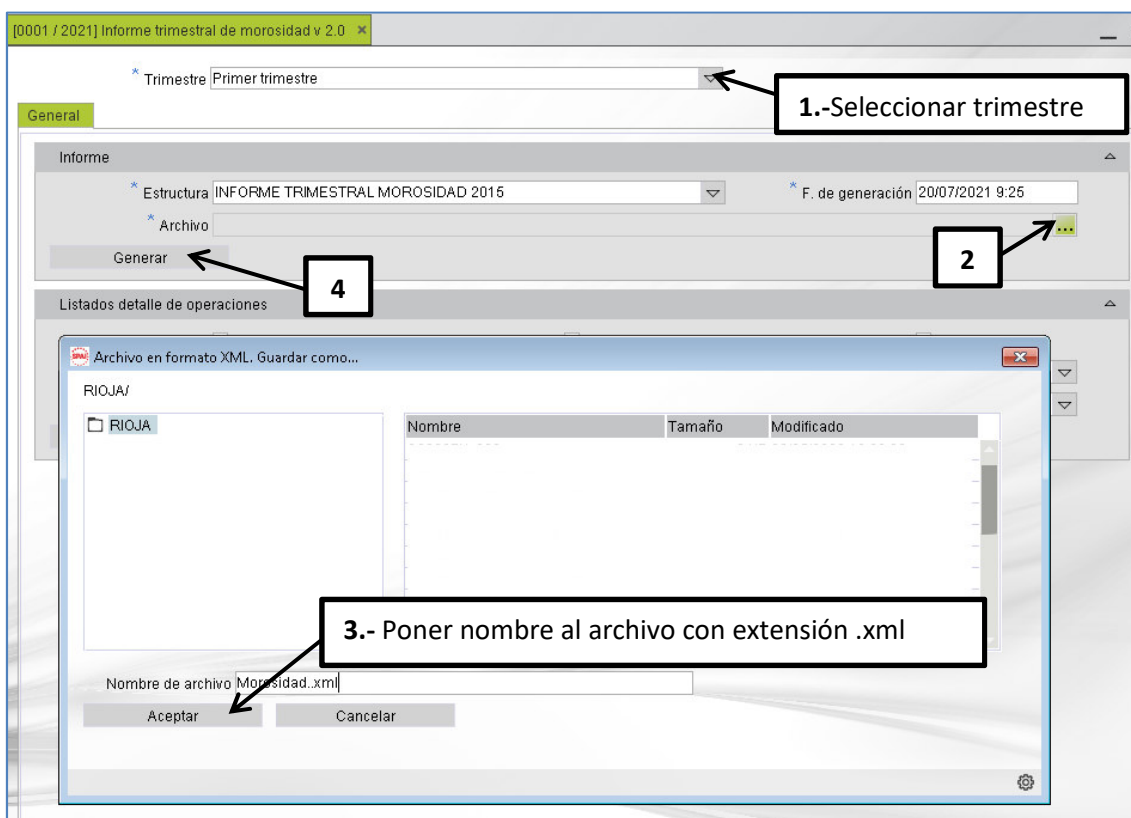 [0001 / 2021] Informe trimestral de morosidad v 2.0
* Trimestre Primer trimestre
1.-Seleccionar trimestre
General
Informe
* Estructura INFORME TRIMESTRAL MOROSIDAD 2015 * F. de generación 20/07/2021 9:25
* Archivo ...
Generar
2
4
Listados detalle de operaciones
Archivo en formato XML. Guardar como...
RIOJA/
RIOJA
Nombre Tamaño Modificado
3.- Poner nombre al archivo con extensión .xml
Nombre de archivo Morosidad..xml
Aceptar Cancelar